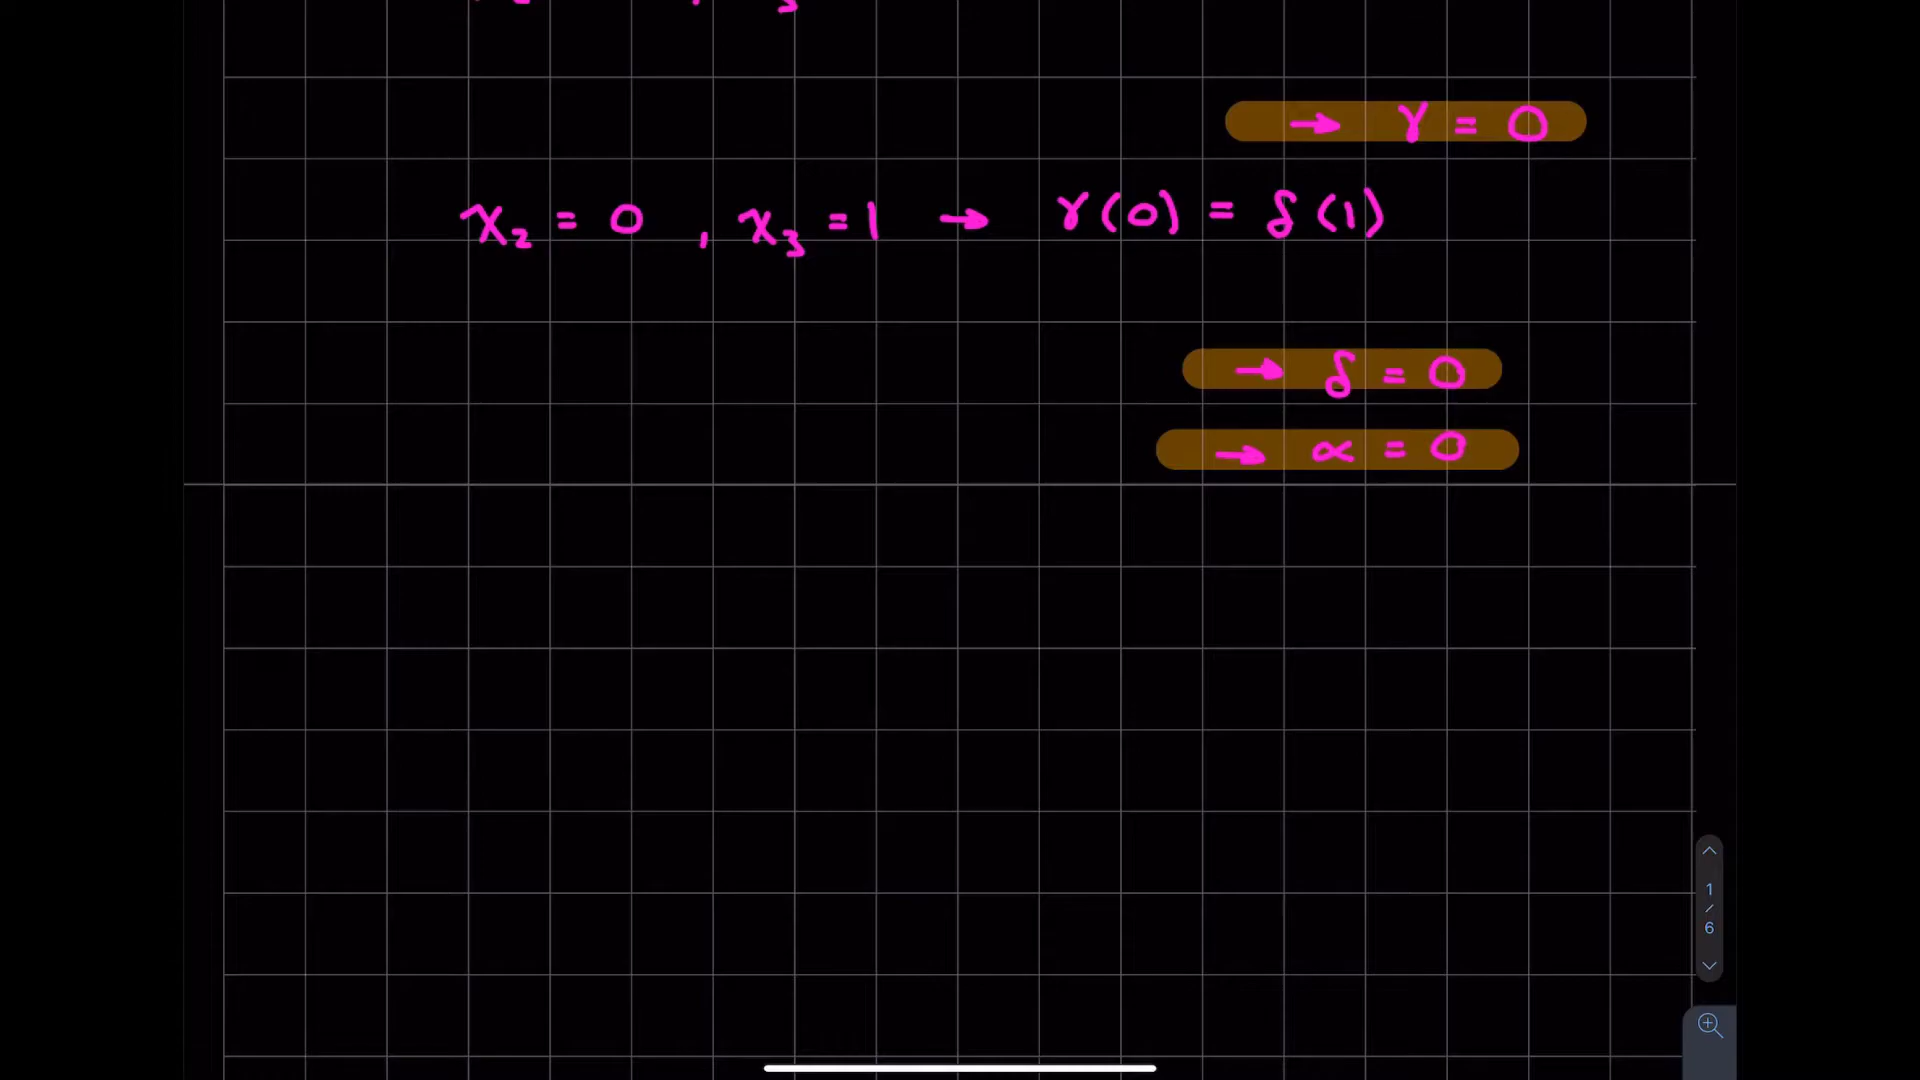 → γ = 0
x₂ = 0 , x₃ = 1 → γ(0) = δ(1)
→ δ = 0
→ α = 0
1
/
6